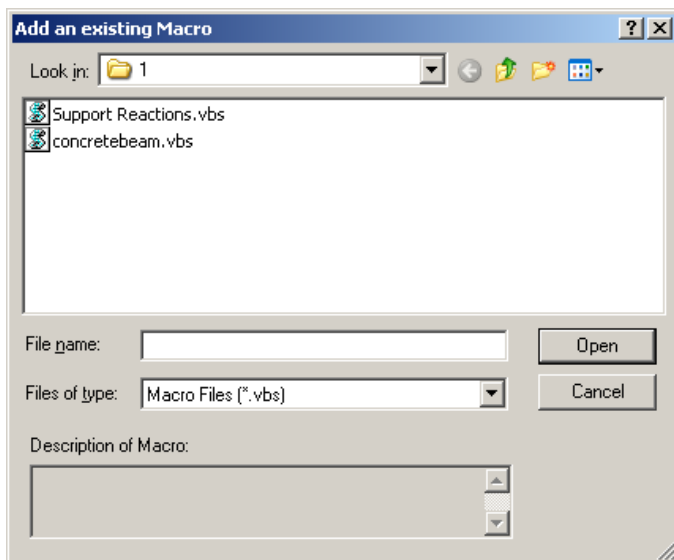 Add an existing Macro
Look in: 1
Support Reactions.vbs
concretebeam.vbs
File name: Open
Files of type: Macro Files (*.vbs) Cancel
Description of Macro: